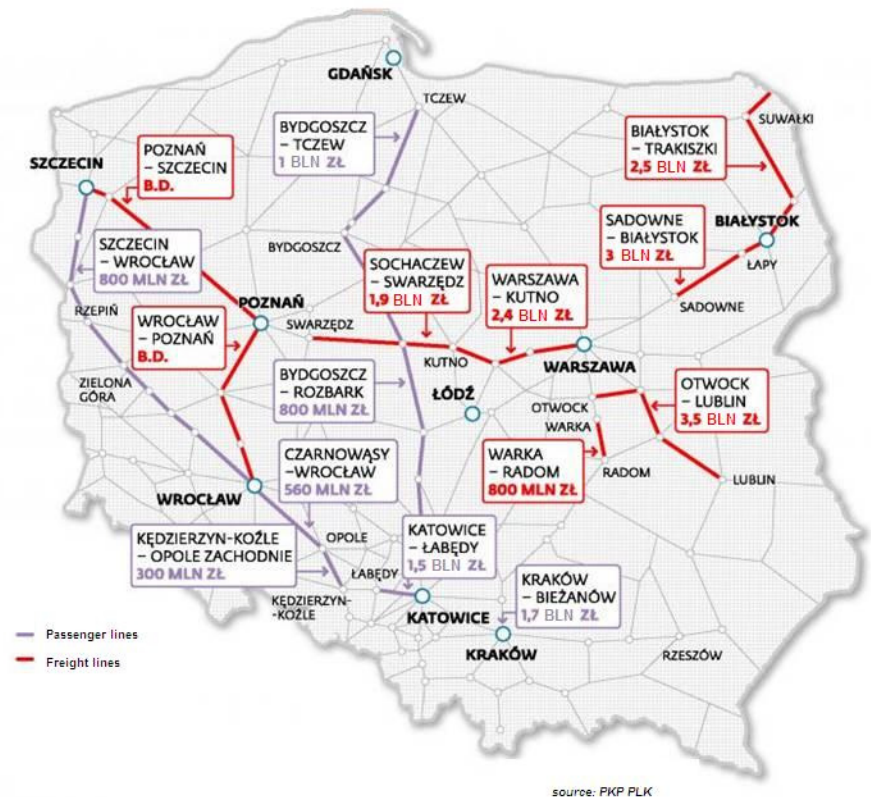 GDAŃSK
TCZEW
BYDGOSZCZ
– TCZEW
1 BLN ZŁ
SUWAŁKI
BIAŁYSTOK
– TRAKISZKI
2,5 BLN ZŁ
POZNAŃ
– SZCZECIN
B.D.
SZCZECIN
BIAŁYSTOK
SADOWNE
– BIAŁYSTOK
3 BLN ZŁ
ŁAPY
SADOWNE
SZCZECIN
– WROCŁAW
800 MLN ZŁ
BYDGOSZCZ
SOCHACZEW
– SWARZĘDZ
1,9 BLN ZŁ
WARSZAWA
– KUTNO
2,4 BLN ZŁ
RZEPIŃ
POZNAŃ
SWARZĘDZ
WROCŁAW
– POZNAŃ
B.D.
KUTNO
WARSZAWA
ZIELONA
GÓRA
BYDGOSZCZ
– ROZBARK
800 MLN ZŁ
ŁÓDŹ
OTWOCK
WARKA
OTWOCK
– LUBLIN
3,5 BLN ZŁ
CZARNOWĄSY
–WROCŁAW
560 MLN ZŁ
WARKA
– RADOM
800 MLN ZŁ
RADOM
LUBLIN
WROCŁAW
KĘDZIERZYN-KOŹLE
– OPOLE ZACHODNIE
300 MLN ZŁ
OPOLE
KATOWICE
– ŁABĘDY
1,5 BLN ZŁ
ŁABĘDY
KĘDZIERZYN-
KOŹLE
KATOWICE
KRAKÓW
– BIEŻANÓW
1,7 BLN ZŁ
KRAKÓW
RZESZÓW
Passenger lines
Freight lines
source: PKP PLK